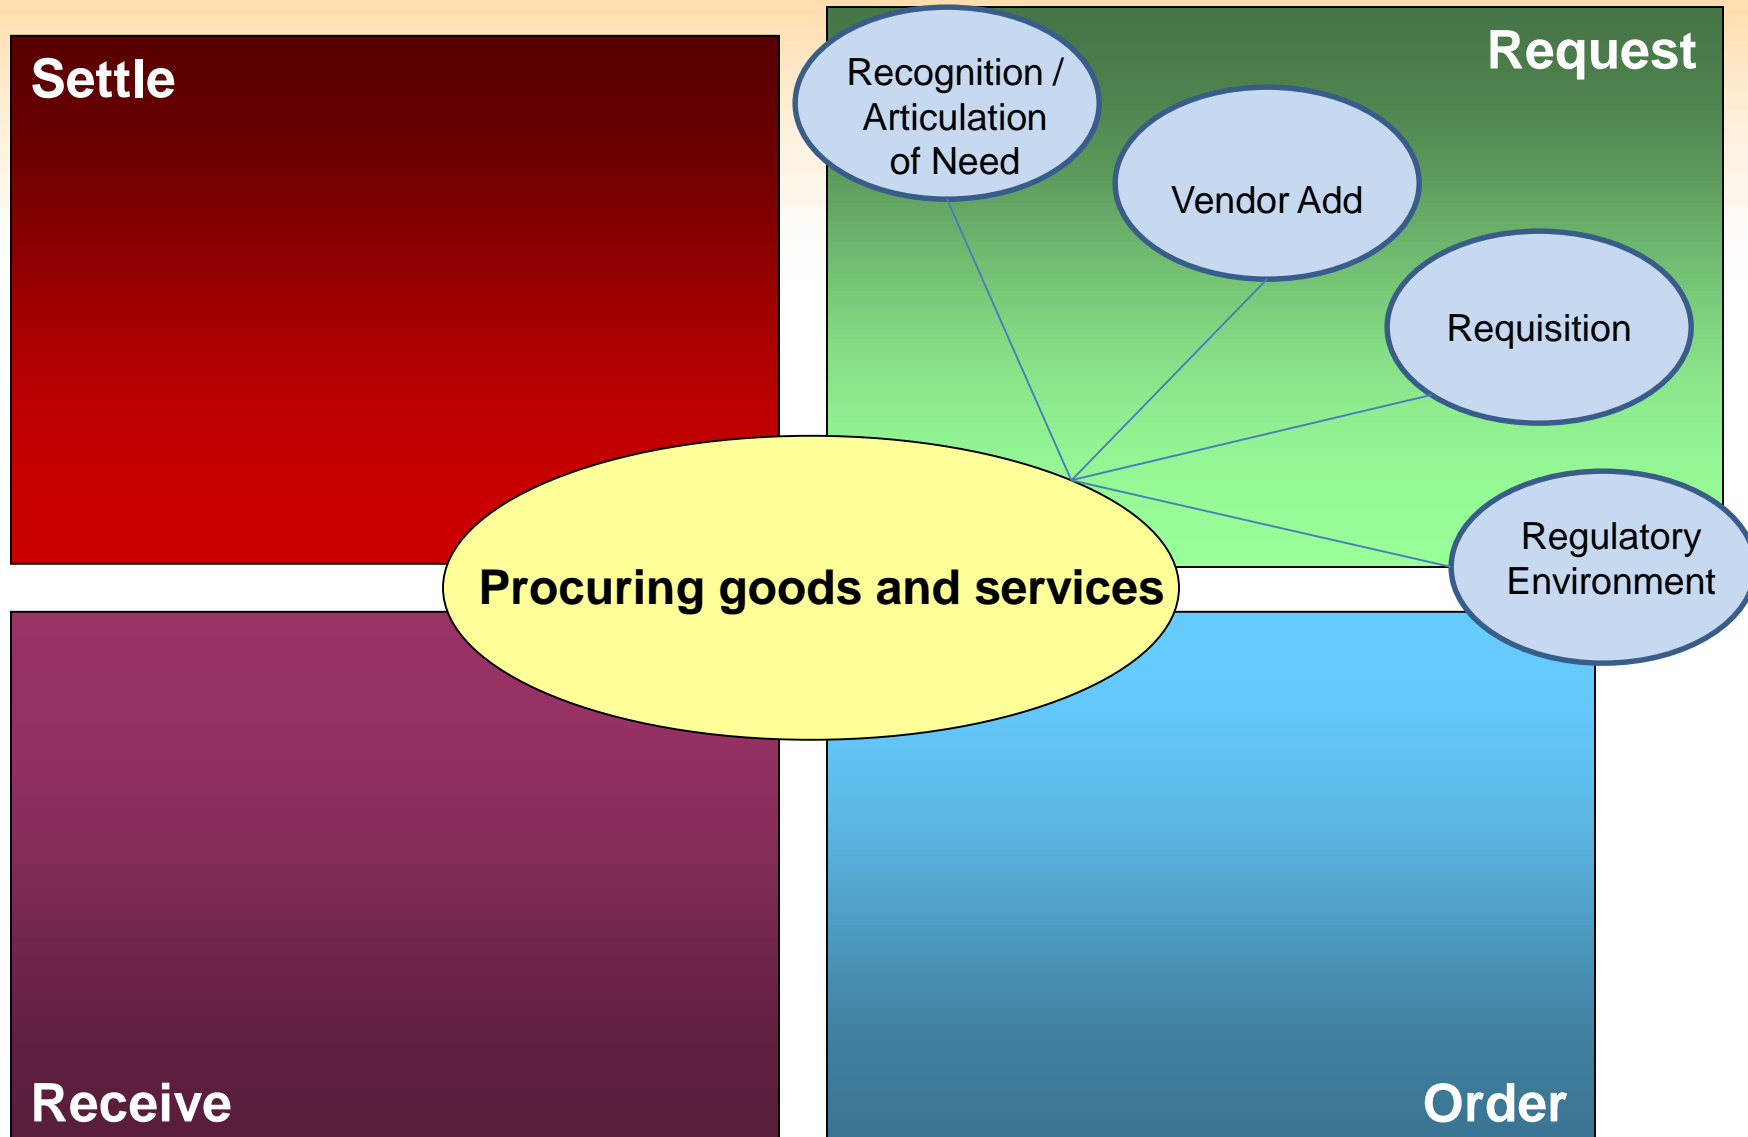 Settle
Request
Recognition /
Articulation
of Need
Vendor Add
Requisition
Regulatory
Environment
Procuring goods and services
Receive
Order